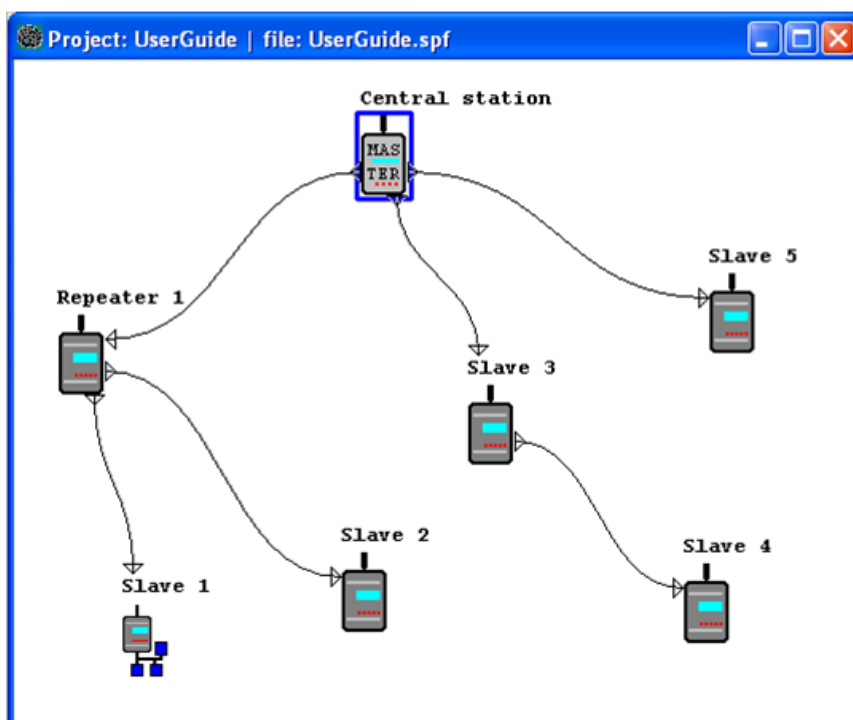 Project: UserGuide | file: UserGuide.spf
Central station
MAS
TER
Slave 5
Repeater 1
Slave 3
Slave 2
Slave 4
Slave 1